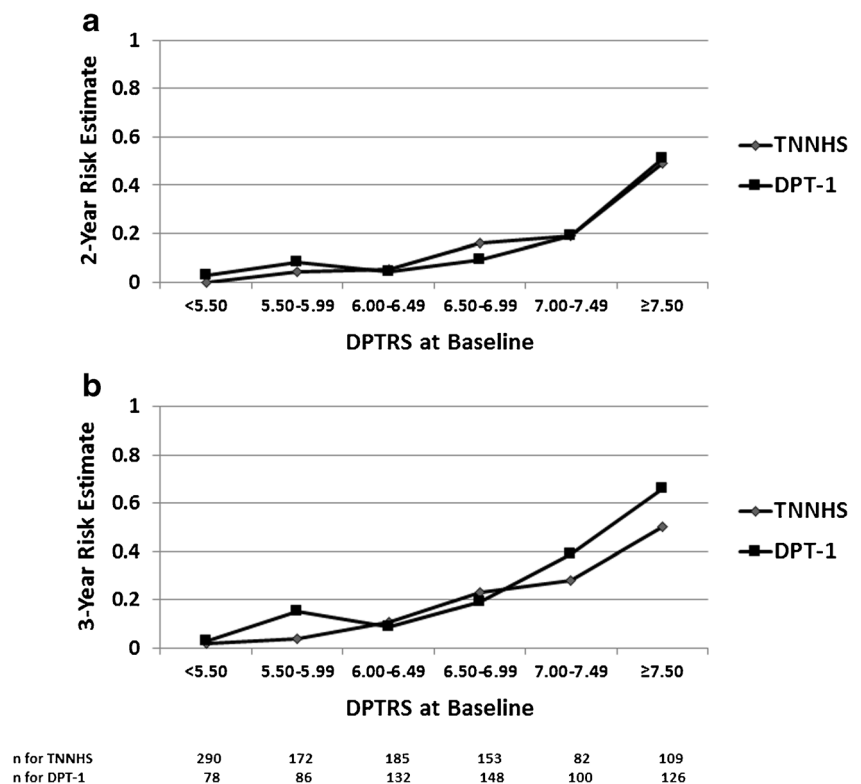 a
1
0.8
0.6
0.4
0.2
0
2-Year Risk Estimate
TNNHS
DPT-1
<5.50 5.50-5.99 6.00-6.49 6.50-6.99 7.00-7.49 ≥7.50
DPTRS at Baseline
b
1
0.8
0.6
0.4
0.2
0
3-Year Risk Estimate
TNNHS
DPT-1
<5.50 5.50-5.99 6.00-6.49 6.50-6.99 7.00-7.49 ≥7.50
DPTRS at Baseline
n for TNNHS 290 172 185 153 82 109
n for DPT-1 78 86 132 148 100 126